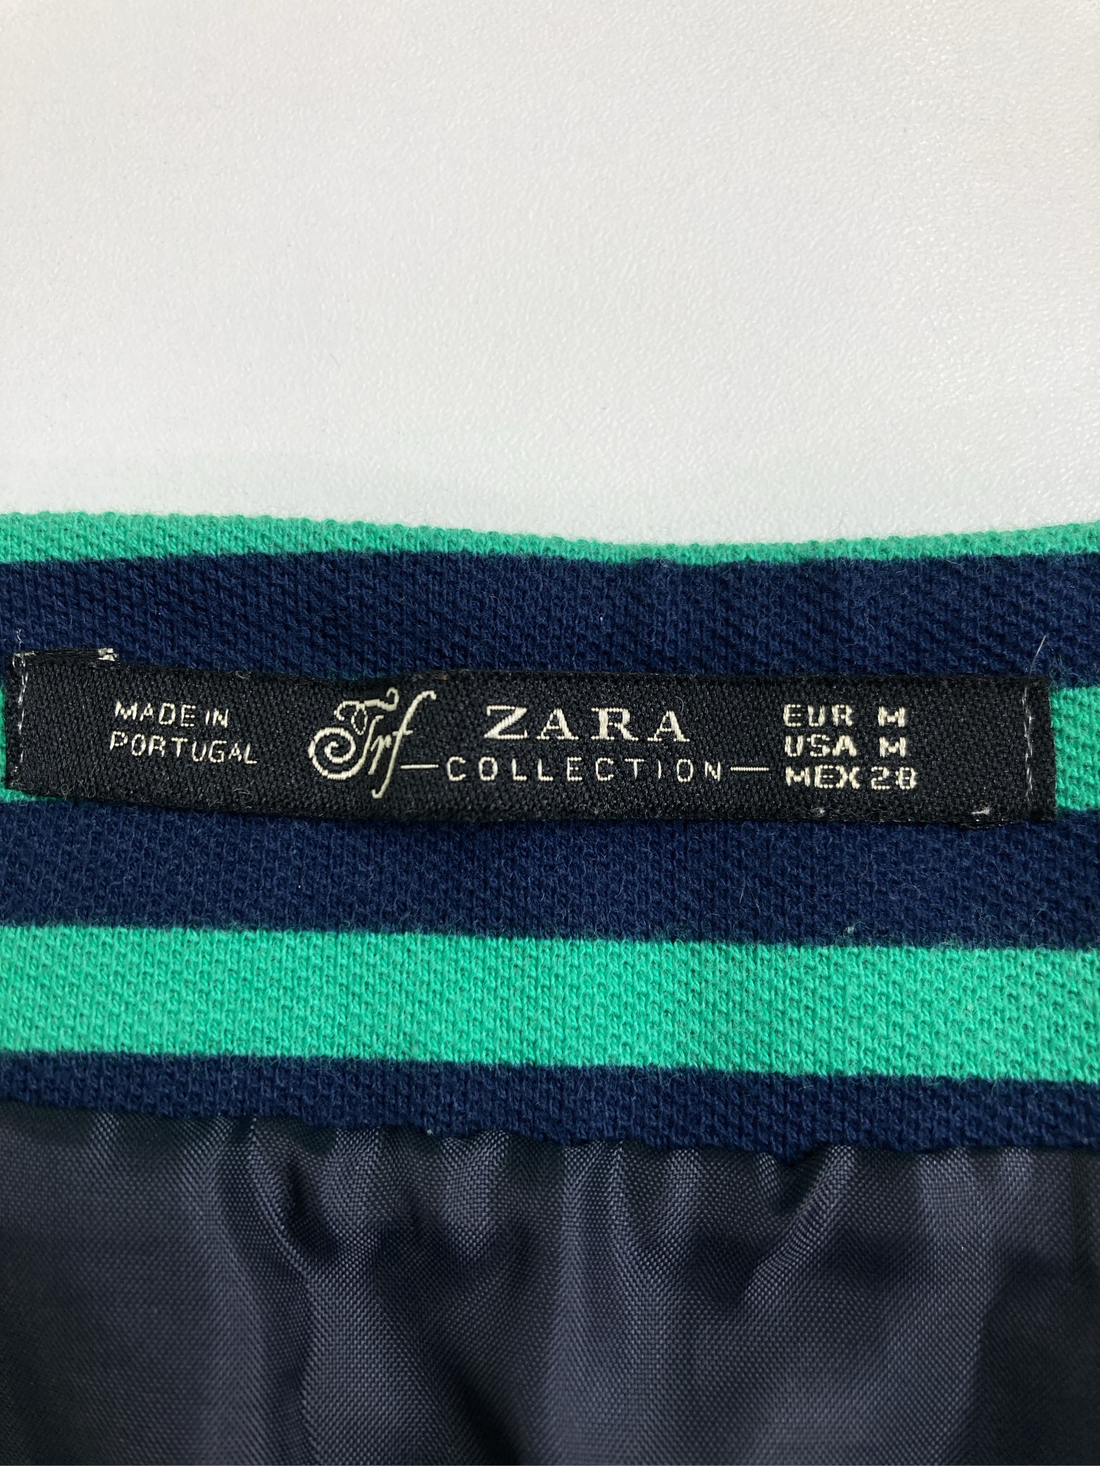 MADE IN
PORTUGAL
Trf
ZARA
COLLECTION
EUR M
USA M
MEX 28